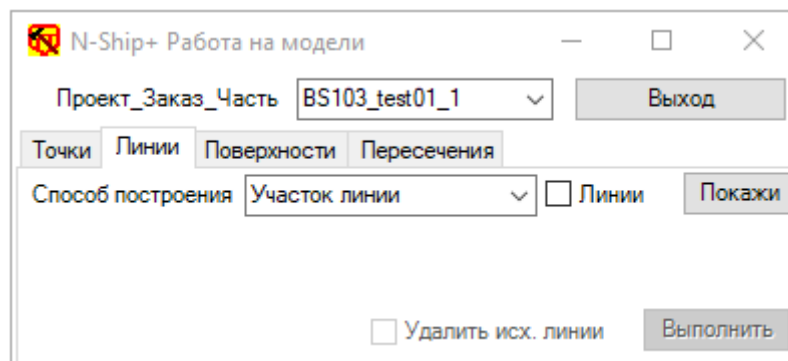 N-Ship+ Работа на модели
Проект_Заказ_Часть BS103_test01_1 Выход
Точки Линии Поверхности Пересечения
Способ построения Участок линии Линии Покажи
Удалить исх. линии Выполнить